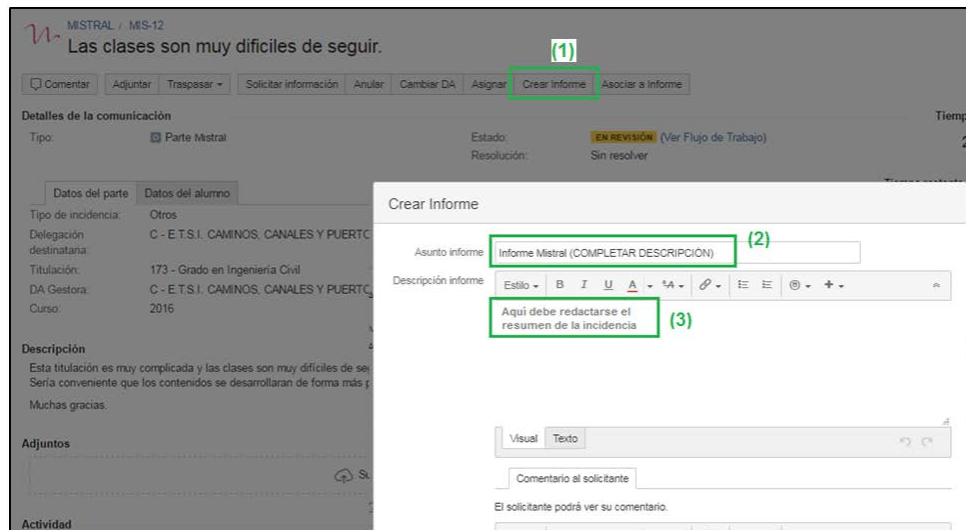 MISTRAL / MIS-12
Las clases son muy dificiles de seguir.
(1)
Comentar Adjuntar Traspasar Solicitar información Anular Cambiar DA Asignar Crear Informe Asociar a Informe
Detalles de la comunicación
Tipo: Parte Mistral Estado: EN REVISIÓN (Ver Flujo de Trabajo)
Resolución: Sin resolver
Datos del parte Datos del alumno
Tipo de incidencia: Otros
Delegación destinataria: C - E.T.S.I. CAMINOS, CANALES Y PUERTO
Titulación: 173 - Grado en Ingeniería Civil
DA Gestora: C - E.T.S.I. CAMINOS, CANALES Y PUERTO
Curso: 2016
Descripción
Esta titulación es muy complicada y las clases son muy difíciles de
Sería conveniente que los contenidos se desarrollaran de forma más
Muchas gracias.
Adjuntos
Actividad
Crear Informe
Asunto informe Informe Mistral (COMPLETAR DESCRIPCIÓN) (2)
Descripción informe Estilo B I U A
Aquí debe redactarse el
resumen de la incidencia (3)
Visual Texto
Comentario al solicitante
El solicitante podrá ver su comentario.